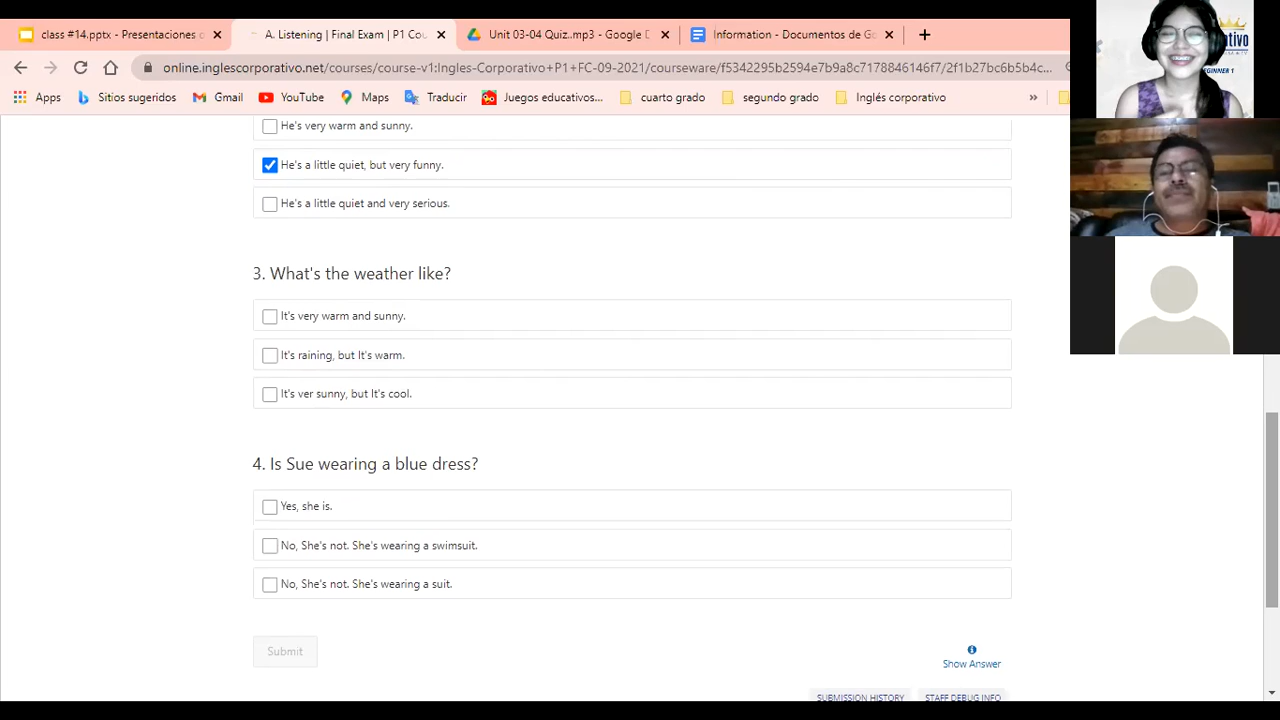 class #14.pptx - Presentaciones c
A. Listening | Final Exam | P1 Cou
Unit 03-04 Quiz..mp3 - Google D
Information - Documentos de Go
online.inglescorporativo.net/courses/course-v1:Ingles-Corporativo+P1+FC-09-2021/courseware/f5342295b2594e7b9a8c7178846146f7/2f1b27bc6b5b4c...
Apps
Sitios sugeridos
Gmail
YouTube
Maps
Traducir
Juegos educativos...
cuarto grado
segundo grado
Inglés corporativo
»
He's very warm and sunny.
He's a little quiet, but very funny.
He's a little quiet and very serious.
3. What's the weather like?
It's very warm and sunny.
It's raining, but It's warm.
It's ver sunny, but It's cool.
4. Is Sue wearing a blue dress?
Yes, she is.
No, She's not. She's wearing a swimsuit.
No, She's not. She's wearing a suit.
Submit
Show Answer
SUBMISSION HISTORY
STAFF DEBUG INFO